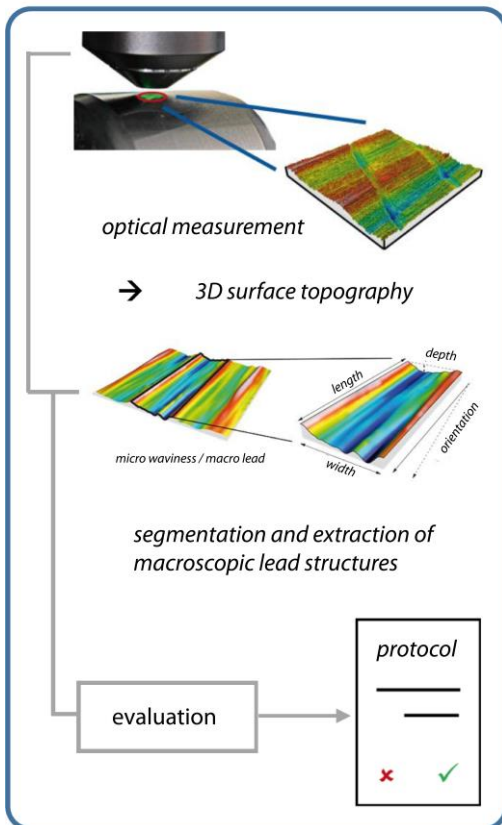 optical measurement
→ 3D surface topography
depth
length
orientation
width
micro waviness / macro lead
segmentation and extraction of
macroscopic lead structures
protocol
evaluation